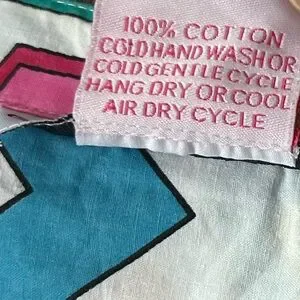 100% COTTON
COLD HAND WASH OR
COLD GENTLE CYCLE
HANG DRY OR COOL
AIR DRY CYCLE